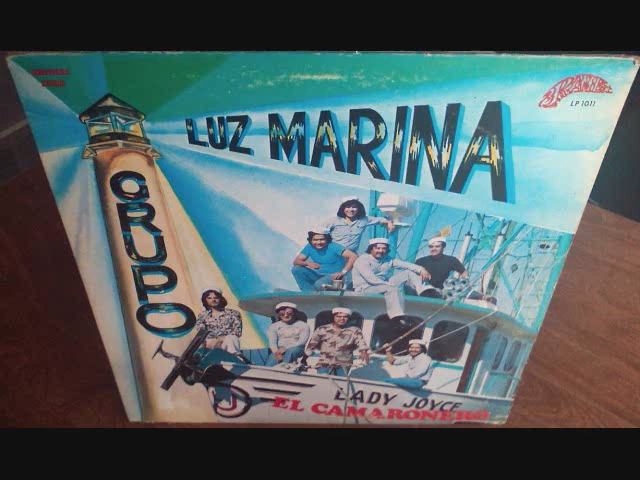 LUZ MARINA
LP 1011
GRUPO
LADY JOYCE
EL CAMARONERO